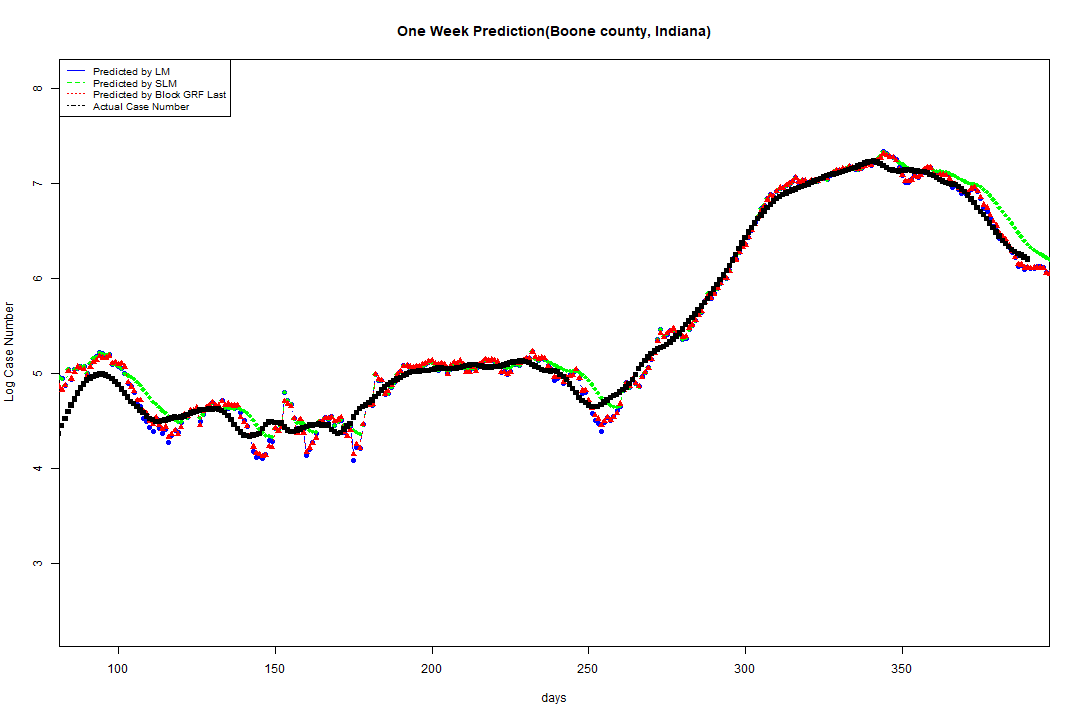 One Week Prediction(Boone county, Indiana)
Predicted by LM
Predicted by SLM
Predicted by Block GRF Last
Actual Case Number
8
7
6
5
4
3
Log Case Number
100 150 200 250 300 350
days